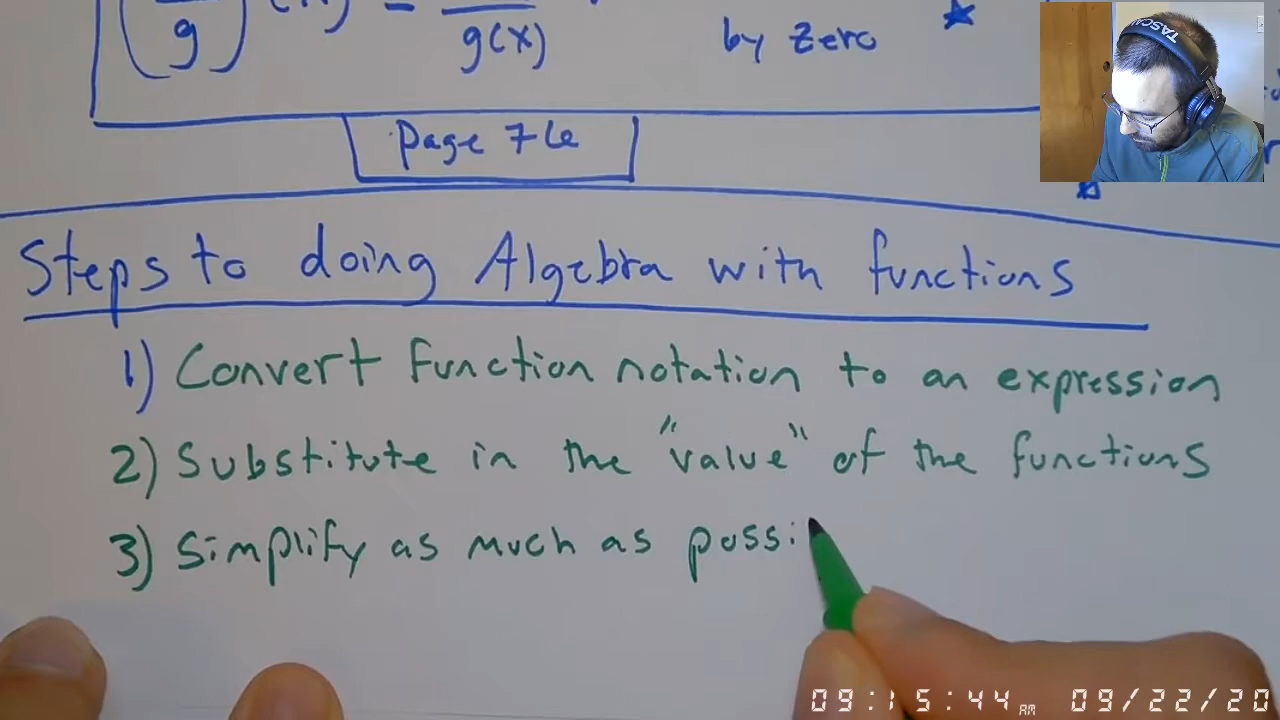 (g) (x) = g(x)
by Zero
TASCAM
Page 76
Steps to doing Algebra with functions
1) Convert function notation to an expression
2) Substitute in the "value" of the functions
3) Simplify as much as possi
09:15:44 AM 09/22/20